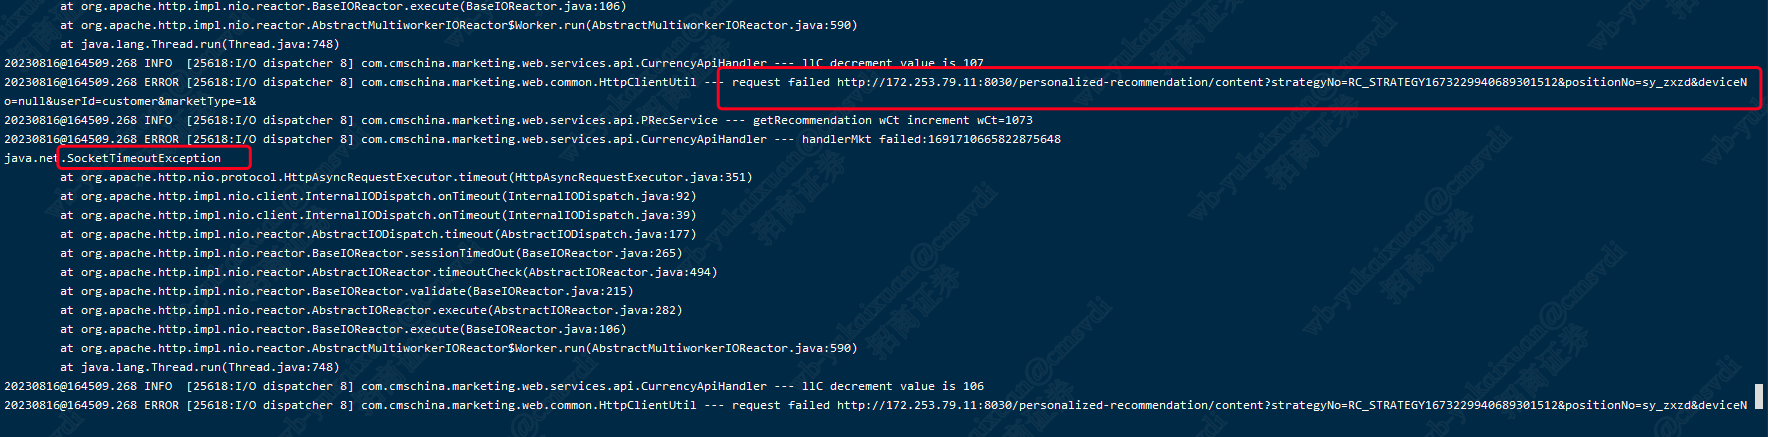 at org.apache.http.impl.nio.reactor.BaseIOReactor.execute(BaseIOReactor.java:106)
at org.apache.http.impl.nio.reactor.AbstractMultiworkerIOReactor$Worker.run(AbstractMultiworkerIOReactor.java:590)
at java.lang.Thread.run(Thread.java:748)
20230816@164509.268 INFO [25618:I/O dispatcher 8] com.cmschina.marketing.web.services.api.CurrencyApiHandler --- llC decrement value is 107
20230816@164509.268 ERROR [25618:I/O dispatcher 8] com.cmschina.marketing.web.common.HttpClientUtil --- request failed http://172.253.79.11:8030/personalized-recommendation/content?strategyNo=RC_STRATEGY1673229940689301512&positionNo=sy_zxzd&deviceN
o=null&userId=customer&marketType=1&
20230816@164509.268 INFO [25618:I/O dispatcher 8] com.cmschina.marketing.web.services.api.PRecService --- getRecommendation wCt increment wCt=1073
20230816@164509.268 ERROR [25618:I/O dispatcher 8] com.cmschina.marketing.web.services.api.CurrencyApiHandler --- handlerMkt failed:1691710665822875648
java.net.SocketTimeoutException
at org.apache.http.nio.protocol.HttpAsyncRequestExecutor.timeout(HttpAsyncRequestExecutor.java:351)
at org.apache.http.impl.nio.client.InternalIODispatch.onTimeout(InternalIODispatch.java:92)
at org.apache.http.impl.nio.client.InternalIODispatch.onTimeout(InternalIODispatch.java:39)
at org.apache.http.impl.nio.reactor.AbstractIODispatch.timeout(AbstractIODispatch.java:177)
at org.apache.http.impl.nio.reactor.BaseIOReactor.sessionTimedOut(BaseIOReactor.java:265)
at org.apache.http.impl.nio.reactor.AbstractIOReactor.timeoutCheck(AbstractIOReactor.java:494)
at org.apache.http.impl.nio.reactor.BaseIOReactor.validate(BaseIOReactor.java:215)
at org.apache.http.impl.nio.reactor.AbstractIOReactor.execute(AbstractIOReactor.java:282)
at org.apache.http.impl.nio.reactor.BaseIOReactor.execute(BaseIOReactor.java:106)
at org.apache.http.impl.nio.reactor.AbstractMultiworkerIOReactor$Worker.run(AbstractMultiworkerIOReactor.java:590)
at java.lang.Thread.run(Thread.java:748)
20230816@164509.268 INFO [25618:I/O dispatcher 8] com.cmschina.marketing.web.services.api.CurrencyApiHandler --- llC decrement value is 106
20230816@164509.268 ERROR [25618:I/O dispatcher 8] com.cmschina.marketing.web.common.HttpClientUtil --- request failed http://172.253.79.11:8030/personalized-recommendation/content?strategyNo=RC_STRATEGY1673229940689301512&positionNo=sy_zxzd&deviceN
wb-yukaixuan@cmsvdi
招商证券